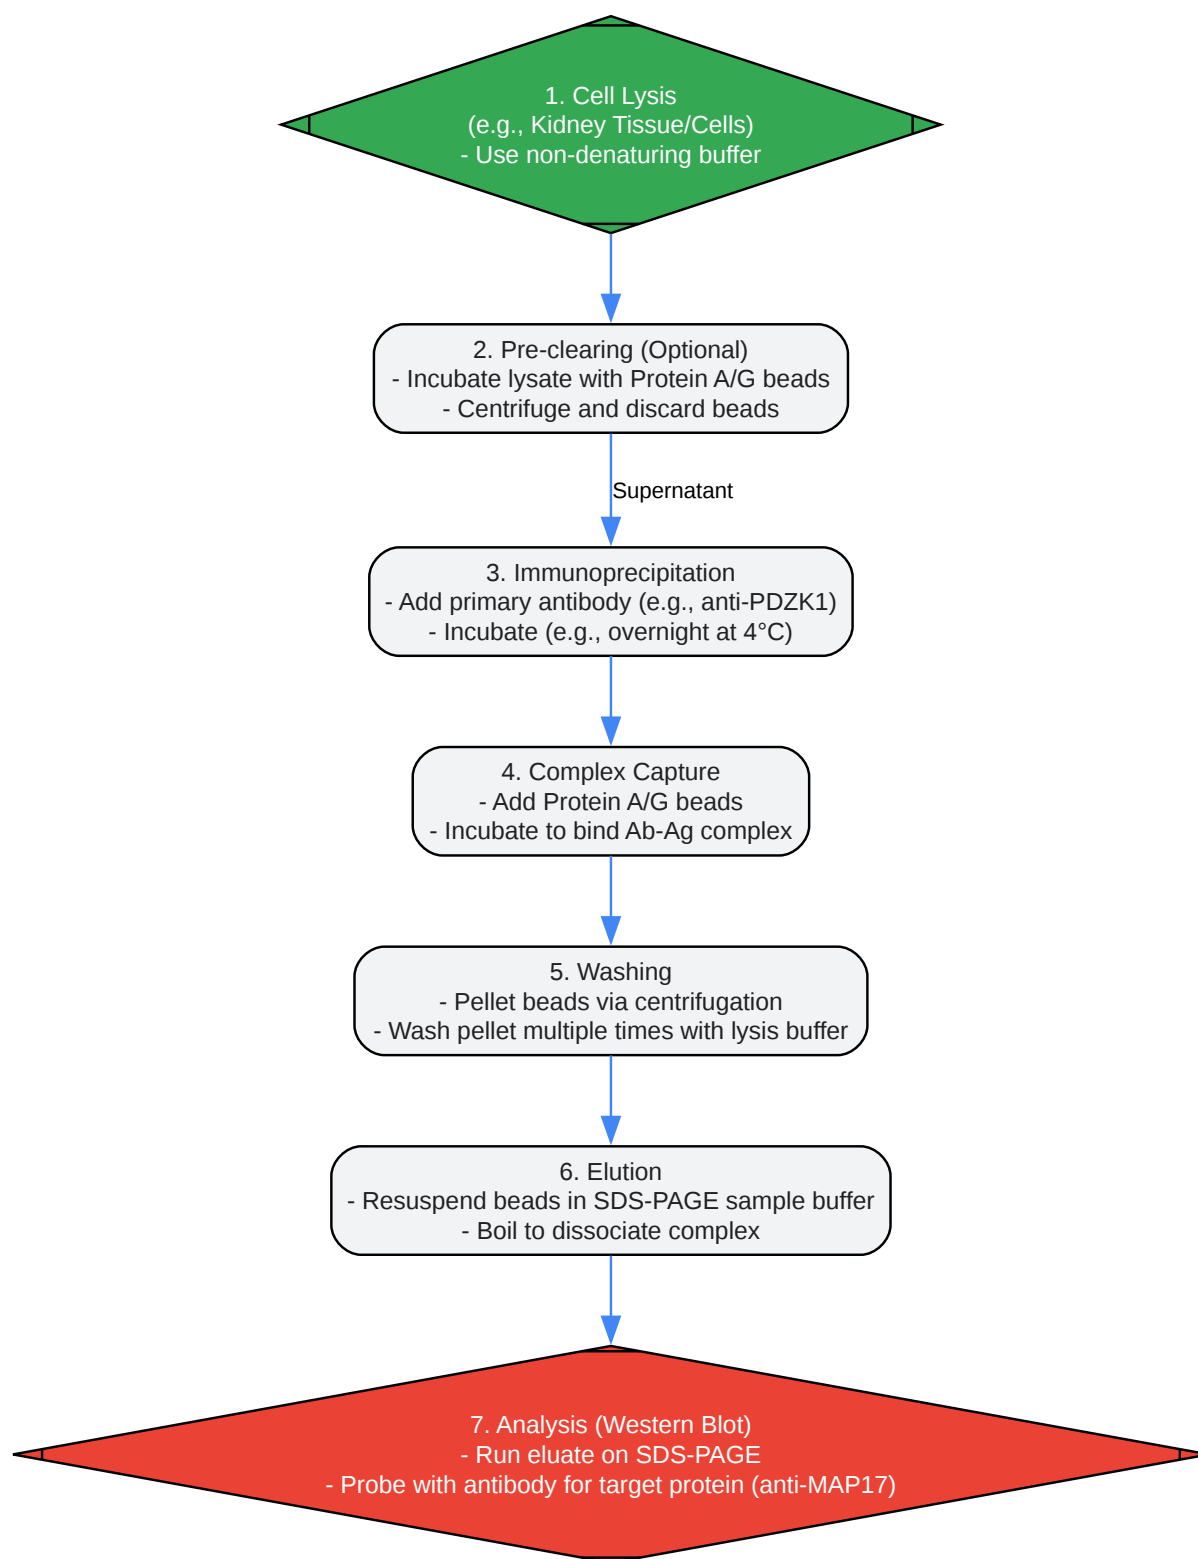 1. Cell Lysis
(e.g., Kidney Tissue/Cells)
- Use non-denaturing buffer
2. Pre-clearing (Optional)
- Incubate lysate with Protein A/G beads
- Centrifuge and discard beads
Supernatant
3. Immunoprecipitation
- Add primary antibody (e.g., anti-PDZK1)
- Incubate (e.g., overnight at 4°C)
4. Complex Capture
- Add Protein A/G beads
- Incubate to bind Ab-Ag complex
5. Washing
- Pellet beads via centrifugation
- Wash pellet multiple times with lysis buffer
6. Elution
- Resuspend beads in SDS-PAGE sample buffer
- Boil to dissociate complex
7. Analysis (Western Blot)
- Run eluate on SDS-PAGE
- Probe with antibody for target protein (anti-MAP17)